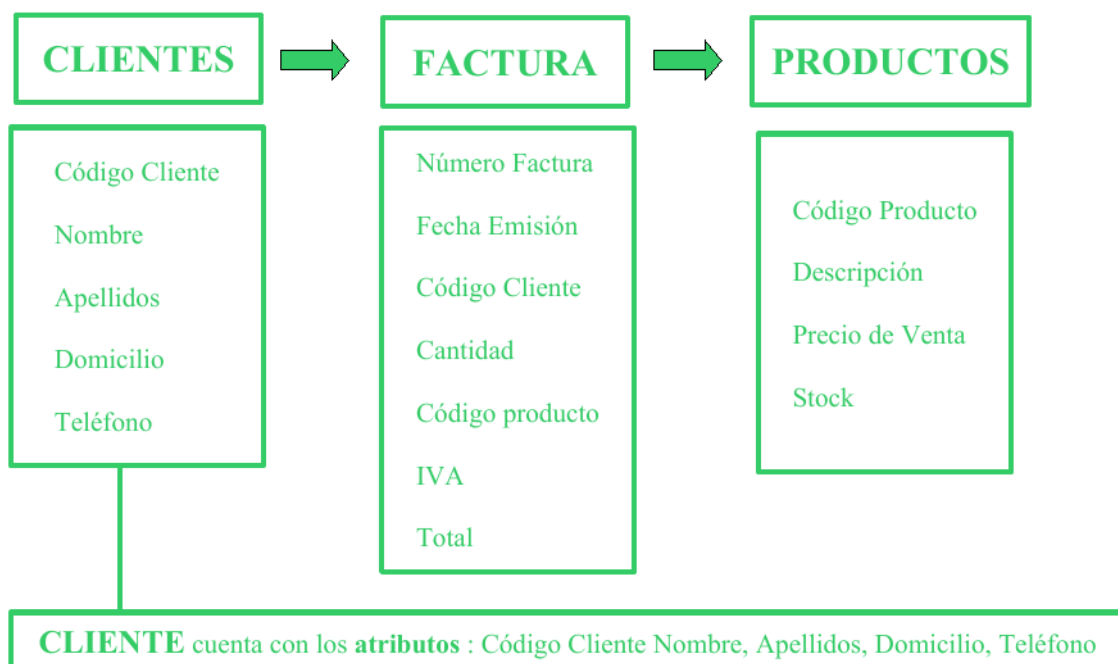 CLIENTES
FACTURA
PRODUCTOS
Código Cliente
Nombre
Apellidos
Domicilio
Teléfono
Número Factura
Fecha Emisión
Código Cliente
Cantidad
Código producto
IVA
Total
Código Producto
Descripción
Precio de Venta
Stock
CLIENTE cuenta con los atributos : Código Cliente Nombre, Apellidos, Domicilio, Teléfono